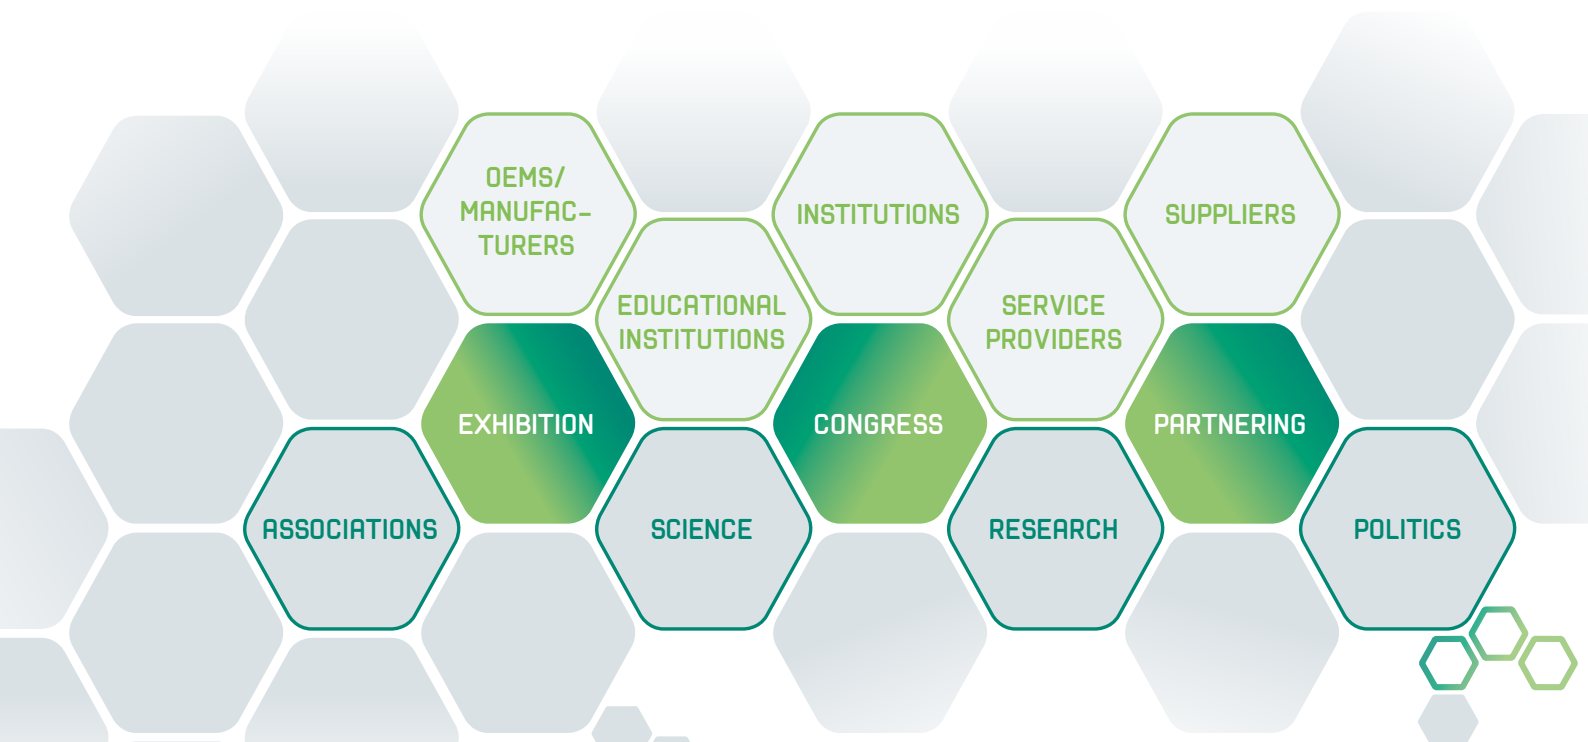 OEMS/
MANUFAC-
TURERS
INSTITUTIONS
SUPPLIERS
EDUCATIONAL
INSTITUTIONS
SERVICE
PROVIDERS
EXHIBITION
CONGRESS
PARTNERING
ASSOCIATIONS
SCIENCE
RESEARCH
POLITICS